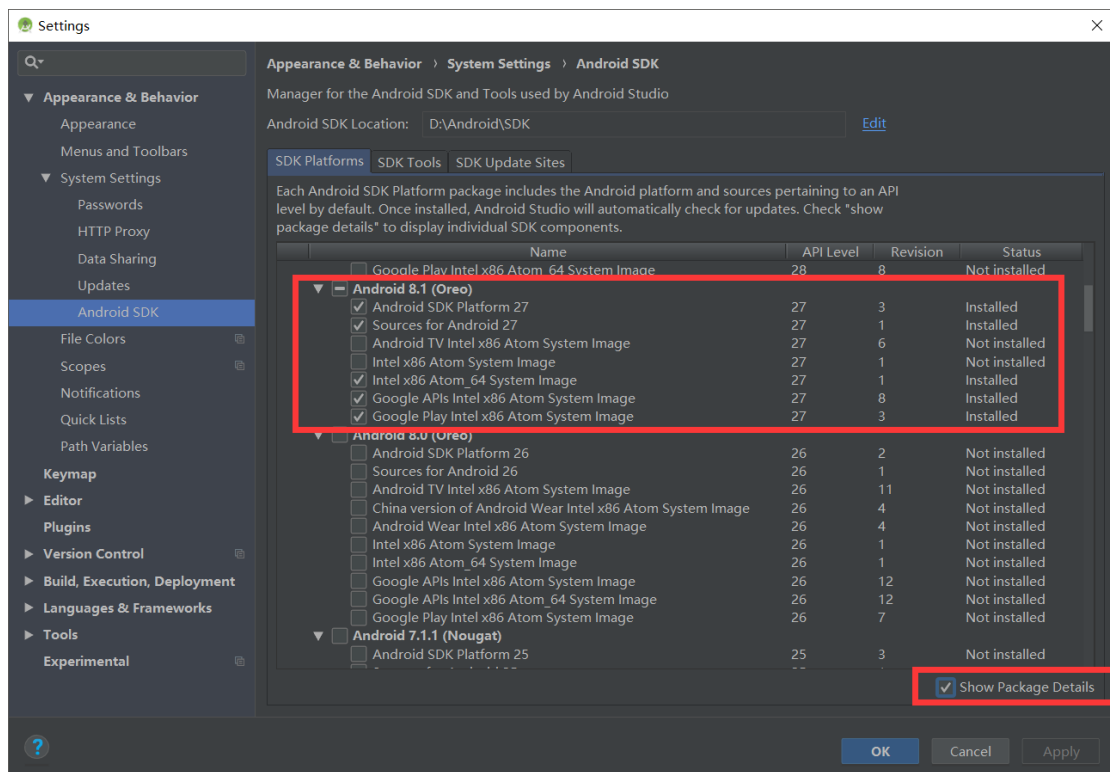 Settings
Appearance & Behavior
Appearance
Menus and Toolbars
System Settings
Passwords
HTTP Proxy
Data Sharing
Updates
Android SDK
File Colors
Scopes
Notifications
Quick Lists
Path Variables
Keymap
Editor
Plugins
Version Control
Build, Execution, Deployment
Languages & Frameworks
Tools
Experimental
Appearance & Behavior › System Settings › Android SDK
Manager for the Android SDK and Tools used by Android Studio
Android SDK Location: D:\Android\SDK Edit
SDK Platforms SDK Tools SDK Update Sites
Each Android SDK Platform package includes the Android platform and sources pertaining to an API
level by default. Once installed, Android Studio will automatically check for updates. Check "show
package details" to display individual SDK components.
Name API Level Revision Status
Google Play Intel x86 Atom_64 System Image 28 8 Not installed
Android 8.1 (Oreo)
Android SDK Platform 27 27 3 Installed
Sources for Android 27 27 1 Installed
Android TV Intel x86 Atom System Image 27 6 Not installed
Intel x86 Atom System Image 27 1 Not installed
Intel x86 Atom_64 System Image 27 1 Installed
Google APIs Intel x86 Atom System Image 27 8 Installed
Google Play Intel x86 Atom System Image 27 3 Installed
Android 8.0 (Oreo)
Android SDK Platform 26 26 2 Not installed
Sources for Android 26 26 1 Not installed
Android TV Intel x86 Atom System Image 26 11 Not installed
China version of Android Wear Intel x86 Atom System Image 26 4 Not installed
Android Wear Intel x86 Atom System Image 26 4 Not installed
Intel x86 Atom System Image 26 1 Not installed
Intel x86 Atom_64 System Image 26 1 Not installed
Google APIs Intel x86 Atom System Image 26 12 Not installed
Google APIs Intel x86 Atom_64 System Image 26 12 Not installed
Google Play Intel x86 Atom System Image 26 7 Not installed
Android 7.1.1 (Nougat)
Android SDK Platform 25 25 3 Not installed
Show Package Details
? OK Cancel Apply